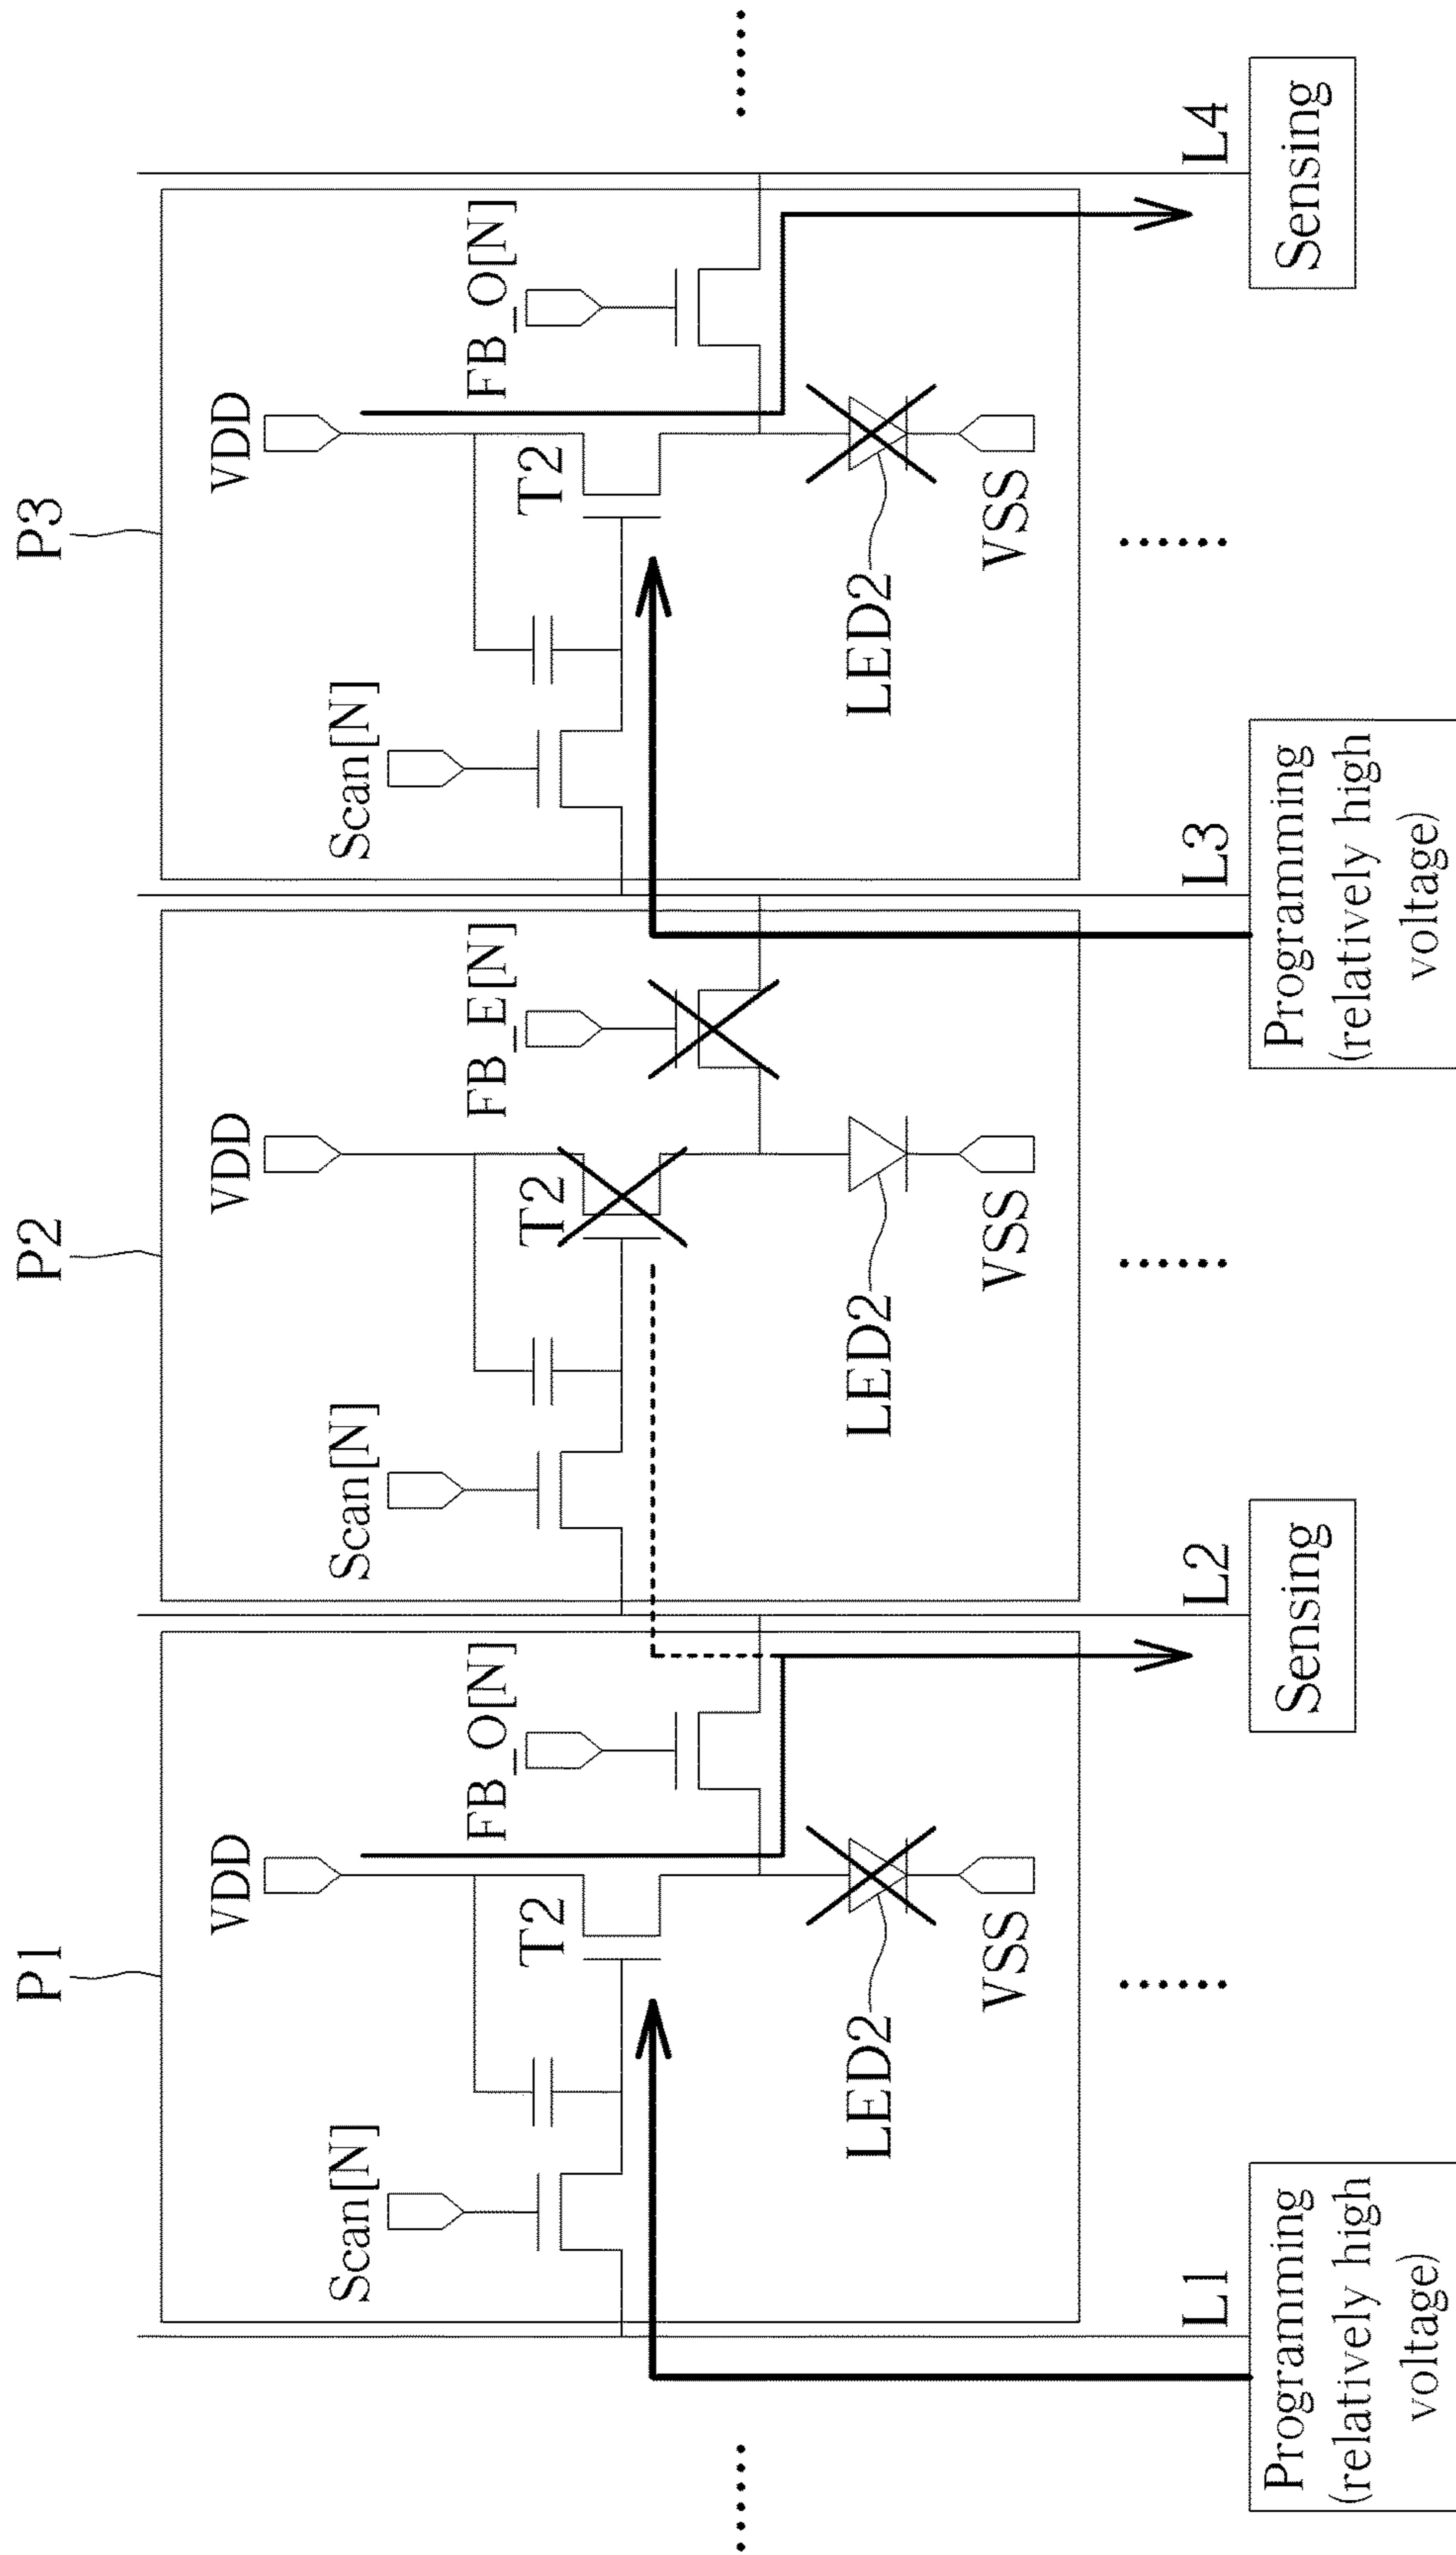 P1
P2
P3
VDD
VDD
VDD
Scan[N]
Scan[N]
Scan[N]
FB_O[N]
FB_E[N]
FB_O[N]
T2
T2
T2
LED2
LED2
LED2
VSS
VSS
VSS
L1
L2
L3
L4
Programming
(relatively high
voltage)
Sensing
Programming
(relatively high
voltage)
Sensing